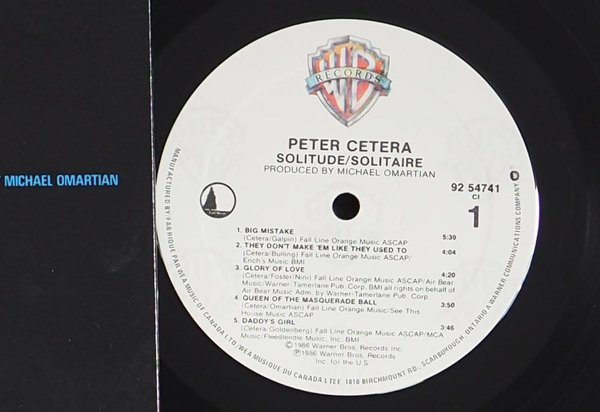 MICHAEL OMARTIAN
WB
RECORDS
PETER CETERA
SOLITUDE/SOLITAIRE
PRODUCED BY MICHAEL OMARTIAN
92 54741
CI
1
1. BIG MISTAKE
(Cetera/Galpin) Fall Line Orange Music ASCAP 5:39
2. THEY DON'T MAKE 'EM LIKE THEY USED TO
(Cetera/Bulling) Fall Line Orange Music ASCAP/ 4:04
Erich's Music BMI
3. GLORY OF LOVE
(Cetera/Foster/Nini) Fall Line Orange Music ASCAP/Air Bear 4:20
Music/Warner-Tamerlane Pub. Corp. BMI all rights on behalf of
Air Bear Music Adm. by Warner-Tamerlane Pub. Corp.
4. QUEEN OF THE MASQUERADE BALL
(Cetera/Omartian) Fall Line Orange Music/See This 3:50
House Music ASCAP
5. DADDY'S GIRL
(Cetera/Goldenberg) Fall Line Orange Music ASCAP/MCA 3:46
Music/Fleedleedle Music, Inc. BMI
©1986 Warner Bros. Records Inc.
℗1986 Warner Bros. Records
Inc. for the U.S.
MANUFACTURED BY/FABRIQUE PAR WEA MUSIC OF CANADA LTD./WEA MUSIQUE DU CANADA LTEE 1810 BIRCHMOUNT RD., SCARBOROUGH, ONTARIO A WARNER COMMUNICATIONS COMPANY